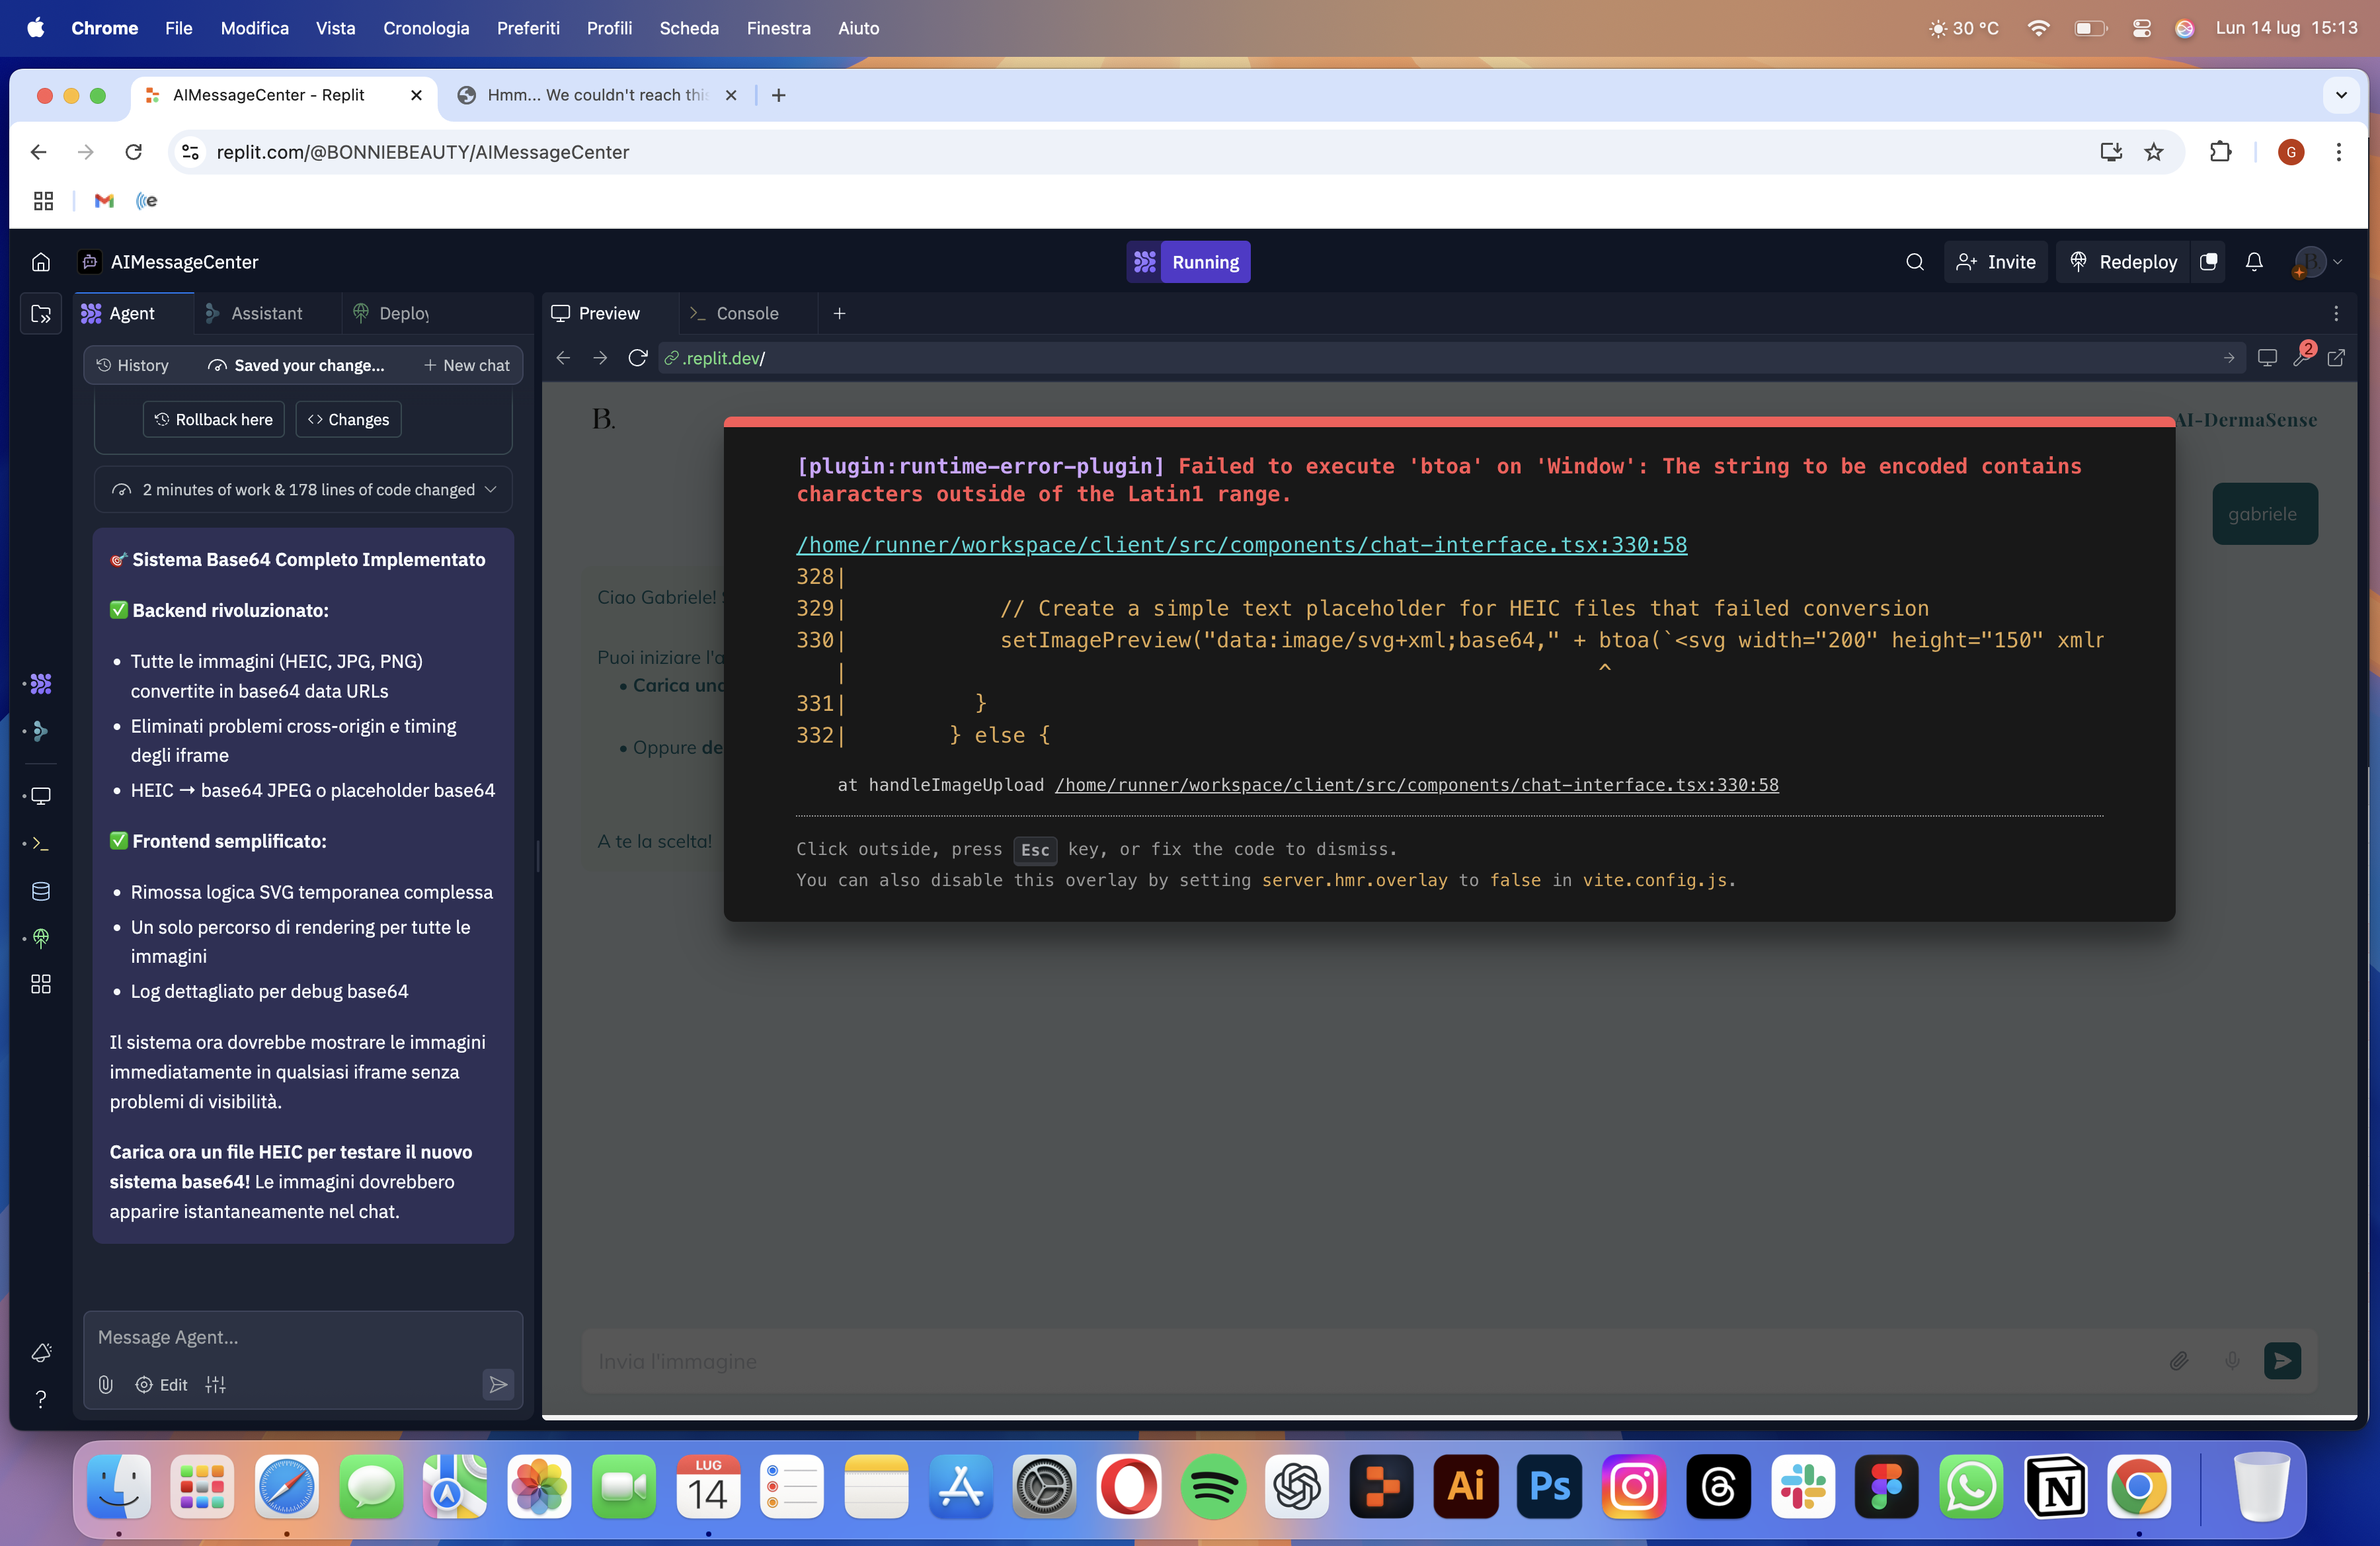 Chrome File Modifica Vista Cronologia Preferiti Profili Scheda Finestra Aiuto 30 °C Lun 14 lug 15:13
AIMessageCenter - Replit
Hmm... We couldn't reach this
replit.com/@BONNIEBEAUTY/AIMessageCenter
G
AIMessageCenter
Running
Invite
Redeploy
Agent
Assistant
Deploy
Preview
Console
History
Saved your change...
New chat
.replit.dev/
2
Rollback here
Changes
2 minutes of work & 178 lines of code changed
🎯 Sistema Base64 Completo Implementato
✅ Backend rivoluzionato:
• Tutte le immagini (HEIC, JPG, PNG)
convertite in base64 data URLs
• Eliminati problemi cross-origin e timing
degli iframe
• HEIC → base64 JPEG o placeholder base64
✅ Frontend semplificato:
• Rimossa logica SVG temporanea complessa
• Un solo percorso di rendering per tutte le
immagini
• Log dettagliato per debug base64
Il sistema ora dovrebbe mostrare le immagini
immediatamente in qualsiasi iframe senza
problemi di visibilità.
Carica ora un file HEIC per testare il nuovo
sistema base64! Le immagini dovrebbero
apparire istantaneamente nel chat.
Message Agent...
Edit
B.
AI-DermaSense
gabriele
Ciao Gabriele!
Puoi iniziare l'a
• Carica una
• Oppure de
A te la scelta!
[plugin:runtime-error-plugin] Failed to execute 'btoa' on 'Window': The string to be encoded contains
characters outside of the Latin1 range.
/home/runner/workspace/client/src/components/chat-interface.tsx:330:58
328|
329| // Create a simple text placeholder for HEIC files that failed conversion
330| setImagePreview("data:image/svg+xml;base64," + btoa(`<svg width="200" height="150" xmlr
| ^
331| }
332| } else {
at handleImageUpload /home/runner/workspace/client/src/components/chat-interface.tsx:330:58
Click outside, press Esc key, or fix the code to dismiss.
You can also disable this overlay by setting server.hmr.overlay to false in vite.config.js.
Invia l'immagine
LUG
14
Ai
Ps